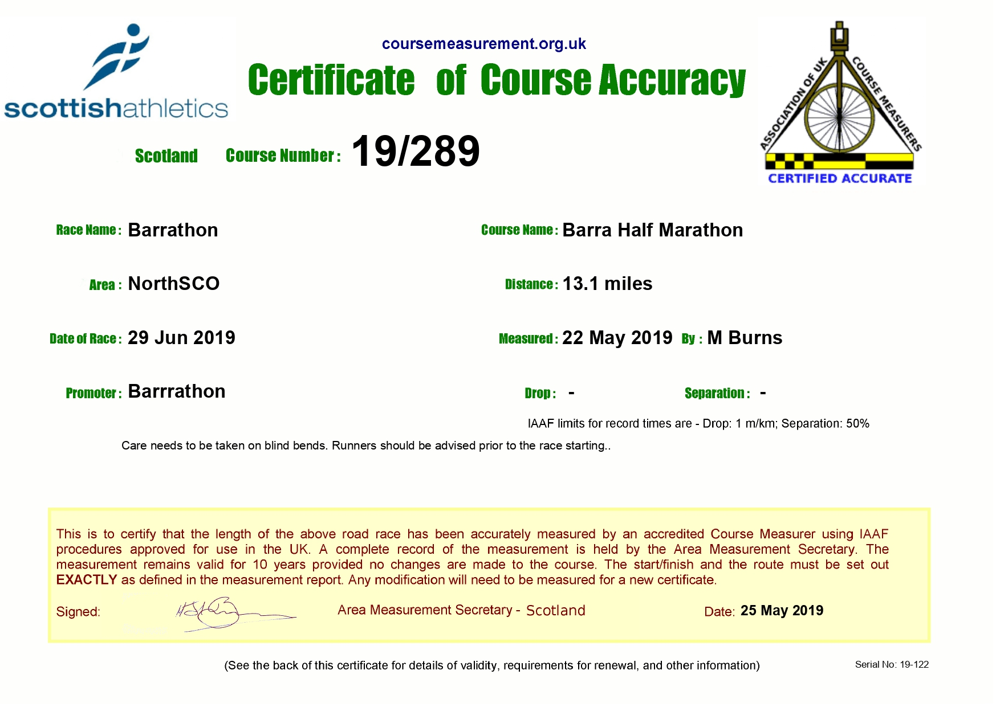 coursemeasurement.org.uk
Certificate of Course Accuracy
scottishathletics
ASSOCIATION OF UK COURSE MEASURERS
CERTIFIED ACCURATE
Scotland Course Number : 19/289
Race Name : Barrathon Course Name : Barra Half Marathon
Area : NorthSCO Distance : 13.1 miles
Date of Race : 29 Jun 2019 Measured : 22 May 2019 By : M Burns
Promoter : Barrrathon Drop : - Separation : -
IAAF limits for record times are - Drop: 1 m/km; Separation: 50%
Care needs to be taken on blind bends. Runners should be advised prior to the race starting..
This is to certify that the length of the above road race has been accurately measured by an accredited Course Measurer using IAAF
procedures approved for use in the UK. A complete record of the measurement is held by the Area Measurement Secretary. The
measurement remains valid for 10 years provided no changes are made to the course. The start/finish and the route must be set out
EXACTLY as defined in the measurement report. Any modification will need to be measured for a new certificate.
Signed: Area Measurement Secretary - Scotland Date: 25 May 2019
(See the back of this certificate for details of validity, requirements for renewal, and other information) Serial No: 19-122